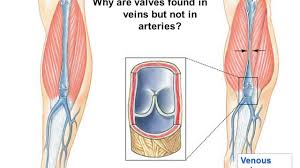 Why are valves found in
veins but not in
arteries?
Venous